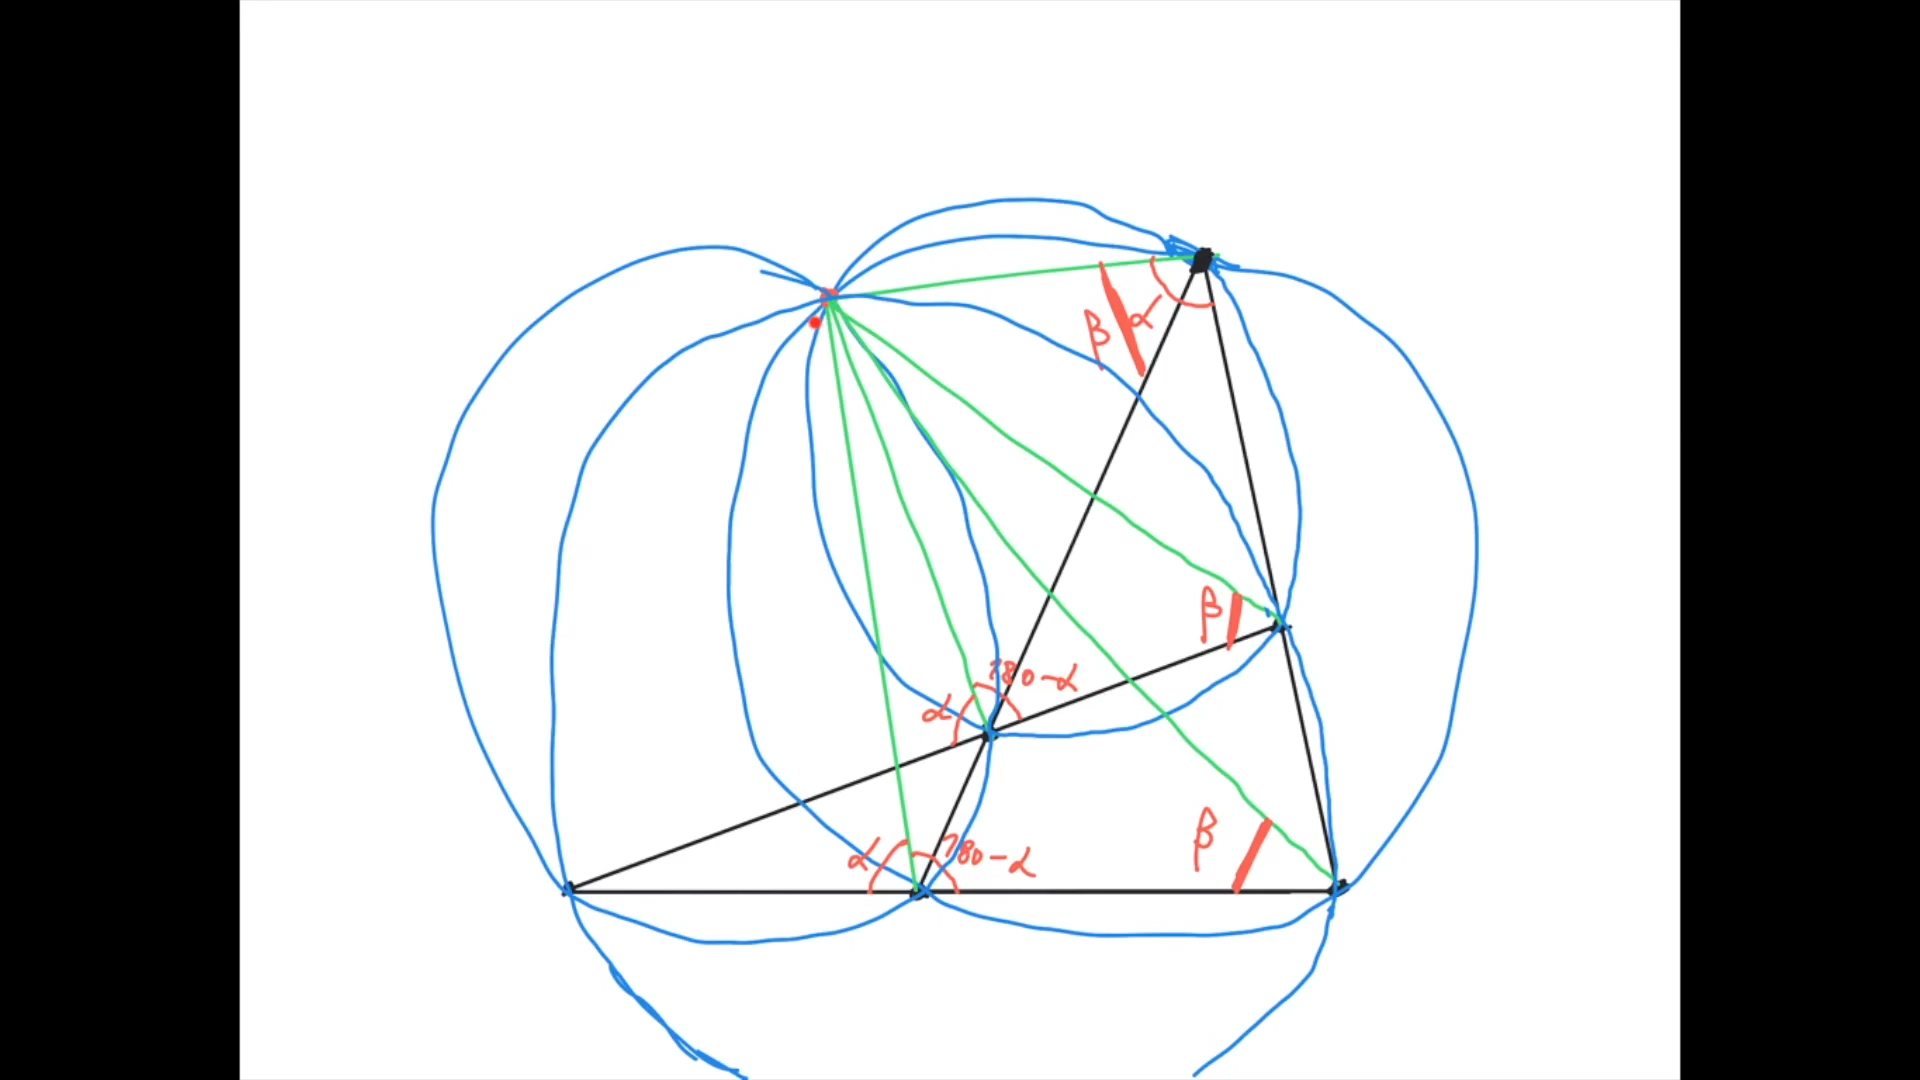 β α
β
180-α
α
β
α 180-α